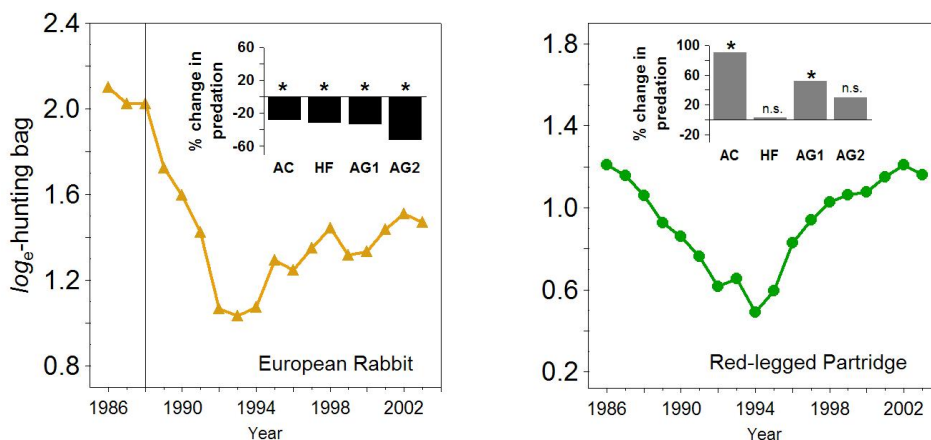 2.4
2.0
1.6
1.2
0.8
log_e-hunting bag
1986
1990
1994
1998
2002
Year
European Rabbit
% change in
predation
60
20
-20
-60
* * * *
AC HF AG1 AG2
1.8
1.4
1.0
0.6
0.2
1986
1990
1994
1998
2002
Year
Red-legged Partridge
% change in
predation
100
60
20
-20
* n.s. * n.s.
AC HF AG1 AG2